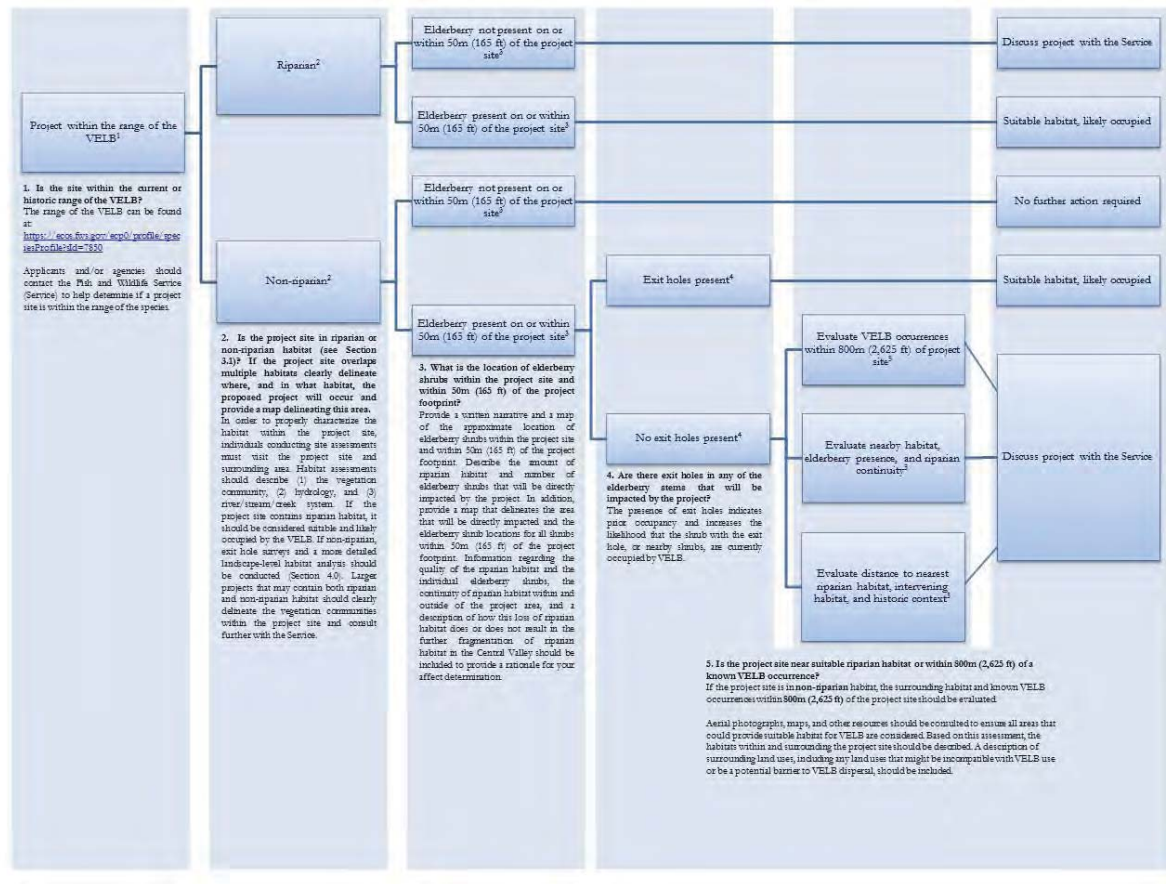 Project within the range of the
VELB¹
1. Is the site within the current or
historic range of the VELB?
The range of the VELB can be found
at:
https://ecos.fws.gov/ecp0/profile/spec
iesProfile?sId=7850
Applicants and/or agencies should
contact the Fish and Wildlife Service
(Service) to help determine if a project
site is within the range of the species.
Riparian²
Non-riparian²
2. Is the project site in riparian or
non-riparian habitat (see Section
3.1)? If the project site overlaps
multiple habitats clearly delineate
where, and in what habitat, the
proposed project will occur and
provide a map delineating this area.
In order to properly characterize the
habitat within the project site,
individuals conducting site assessments
must visit the project site and
surrounding area. Habitat assessments
should describe (1) the vegetation
community, (2) hydrology, and (3)
river/stream/creek system. If the
project site contains riparian habitat, it
should be considered suitable and likely
occupied by the VELB. If non-riparian,
exit hole surveys and a more detailed
landscape-level habitat analysis should
be conducted (Section 4.0). Larger
projects that may contain both riparian
and non-riparian habitat should clearly
delineate the vegetation communities
within the project site and consult
further with the Service.
Elderberry not present on or
within 50m (165 ft) of the project
site³
Elderberry present on or within
50m (165 ft) of the project site³
Elderberry not present on or
within 50m (165 ft) of the project
site³
Elderberry present on or within
50m (165 ft) of the project site³
3. What is the location of elderberry
shrubs within the project site and
within 50m (165 ft) of the project
footprint?
Provide a written narrative and a map
of the approximate location of
elderberry shrubs within the project site
and within 50m (165 ft) of the project
footprint. Describe the amount of
riparian habitat and number of
elderberry shrubs that will be directly
impacted by the project. In addition,
provide a map that delineates the area
that will be directly impacted and the
elderberry shrub locations for all shrubs
within 50m (165 ft) of the project
footprint. Information regarding the
quality of the riparian habitat and the
individual elderberry shrubs, the
continuity of riparian habitat within and
outside of the project area, and a
description of how this loss of riparian
habitat does or does not result in the
further fragmentation of riparian
habitat in the Central Valley should be
included to provide a rationale for your
affect determination.
Exit holes present⁴
No exit holes present⁴
4. Are there exit holes in any of the
elderberry stems that will be
impacted by the project?
The presence of exit holes indicates
prior occupancy and increases the
likelihood that the shrub with the exit
hole, or nearby shrubs, are currently
occupied by VELB.
Evaluate VELB occurrences
within 800m (2,625 ft) of project
site⁵
Evaluate nearby habitat,
elderberry presence, and riparian
continuity⁵
Evaluate distance to nearest
riparian habitat, intervening
habitat, and historic context⁵
5. Is the project site near suitable riparian habitat or within 800m (2,625 ft) of a
known VELB occurrence?
If the project site is in non-riparian habitat, the surrounding habitat and known VELB
occurrences within 800m (2,625 ft) of the project site should be evaluated.
Aerial photographs, maps, and other resources should be consulted to ensure all areas that
could provide suitable habitat for VELB are considered. Based on this assessment, the
habitats within and surrounding the project site should be described. A description of
surrounding land uses, including any land uses that might be incompatible with VELB use
or be a potential barrier to VELB dispersal, should be included.
Discuss project with the Service
Suitable habitat, likely occupied
No further action required
Suitable habitat, likely occupied
Discuss project with the Service